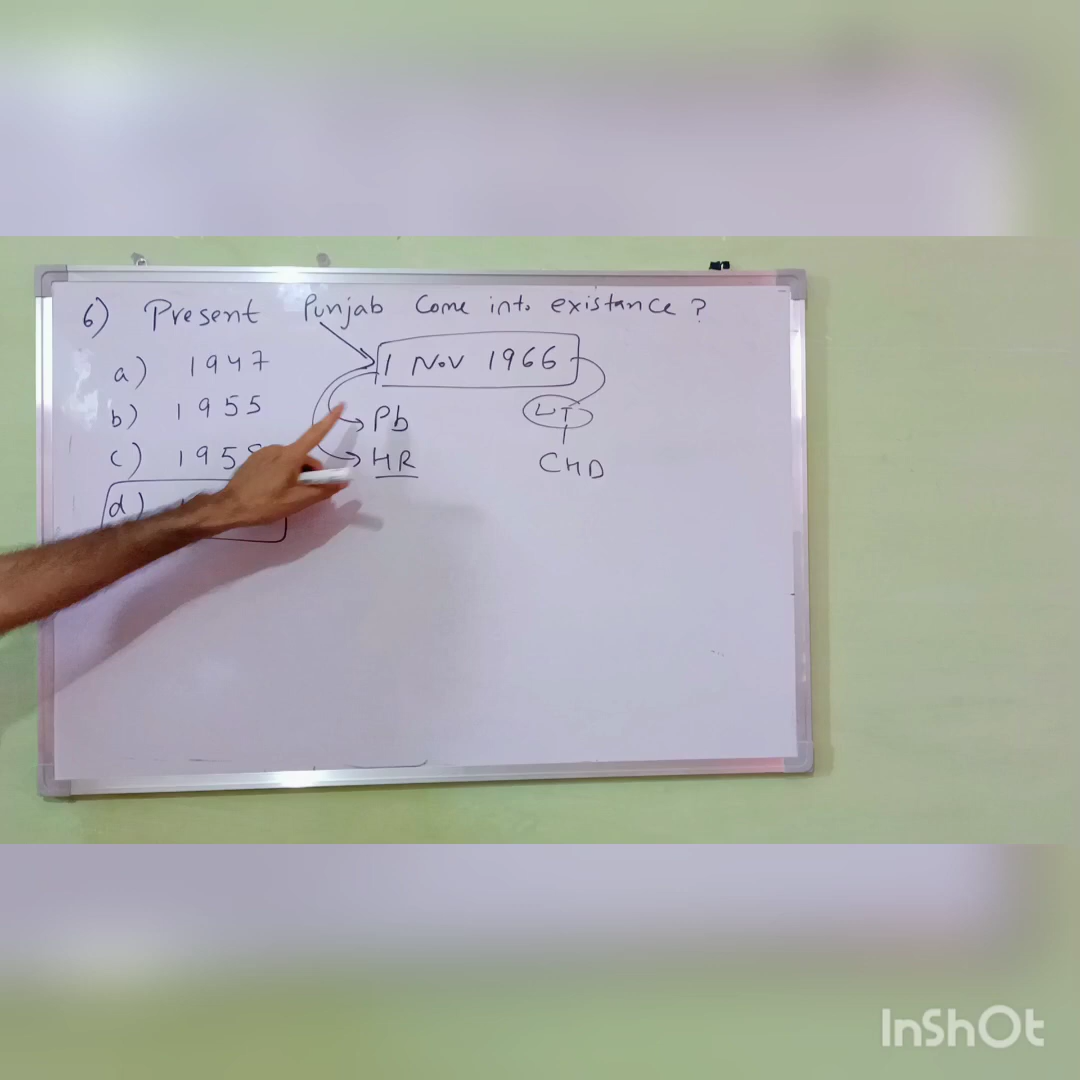 6) Present Punjab Come into existance ?
a) 1947
1 Nov 1966
b) 1955
Pb
UT
c) 195
HR
CHD
d)
InShOt